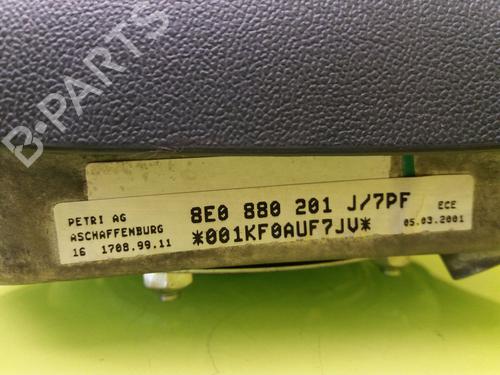 B-PARTS
PETRI AG
ASCHAFFENBURG
16 1708.99.11
8E0 880 201 J/7PF
*001KF0AUF7JV*
ECE
05.03.2001